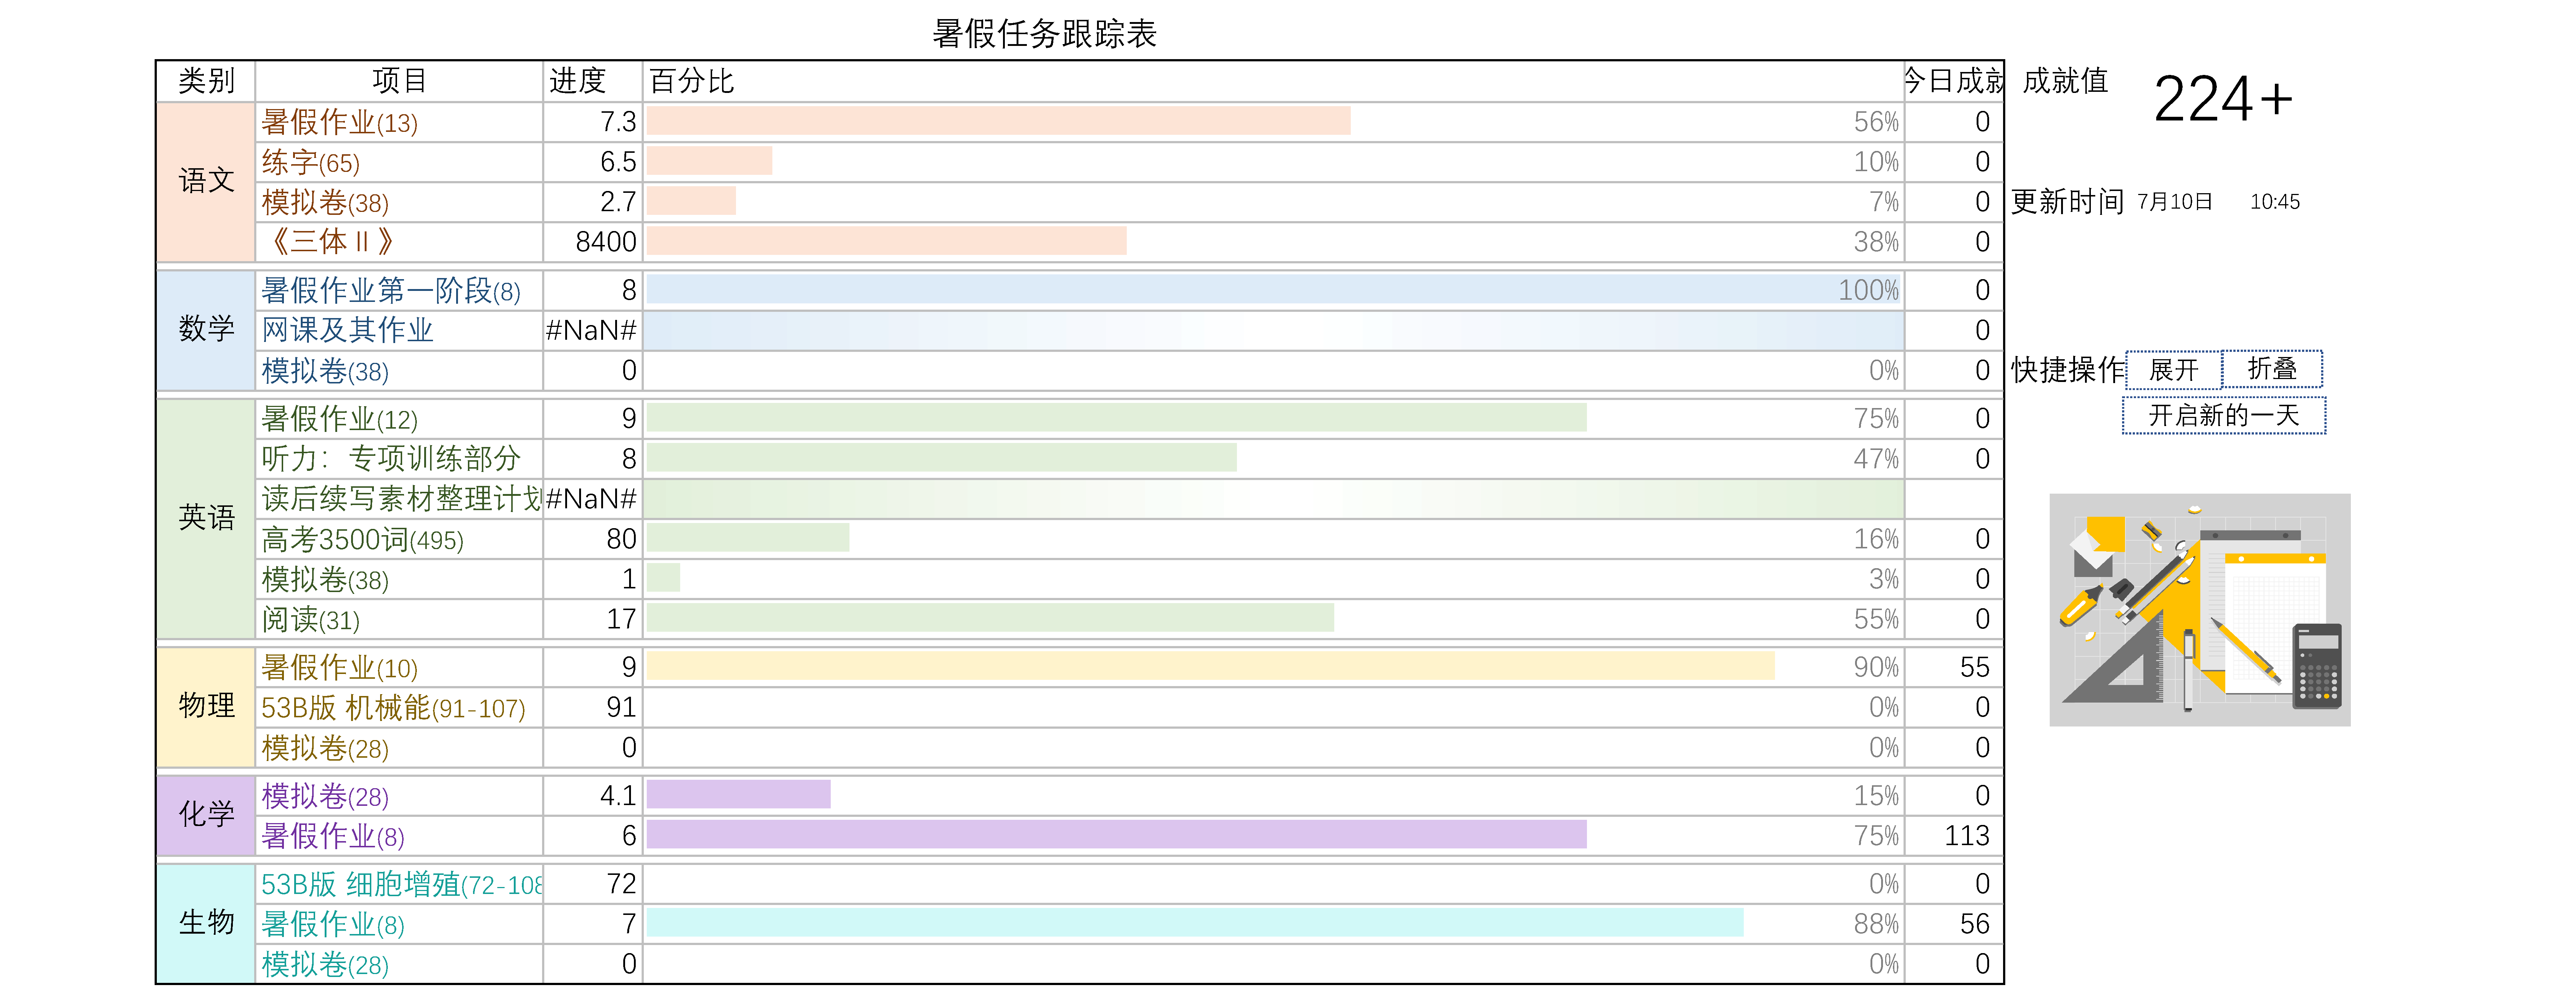 暑假任务跟踪表
类别 项目 进度 百分比 今日成就 成就值 224+
语文
暑假作业(13) 7.3 56% 0
练字(65) 6.5 10% 0
模拟卷(38) 2.7 7% 0 更新时间 7月10日 10:45
《三体Ⅱ》 8400 38% 0
数学
暑假作业第一阶段(8) 8 100% 0
网课及其作业 #NaN# 0
模拟卷(38) 0 0% 0 快捷操作 展开 折叠
英语
暑假作业(12) 9 75% 0 开启新的一天
听力：专项训练部分 8 47% 0
读后续写素材整理计划 #NaN#
高考3500词(495) 80 16% 0
模拟卷(38) 1 3% 0
阅读(31) 17 55% 0
物理
暑假作业(10) 9 90% 55
53B版 机械能(91-107) 91 0% 0
模拟卷(28) 0 0% 0
化学
模拟卷(28) 4.1 15% 0
暑假作业(8) 6 75% 113
生物
53B版 细胞增殖(72-108 72 0% 0
暑假作业(8) 7 88% 56
模拟卷(28) 0 0% 0